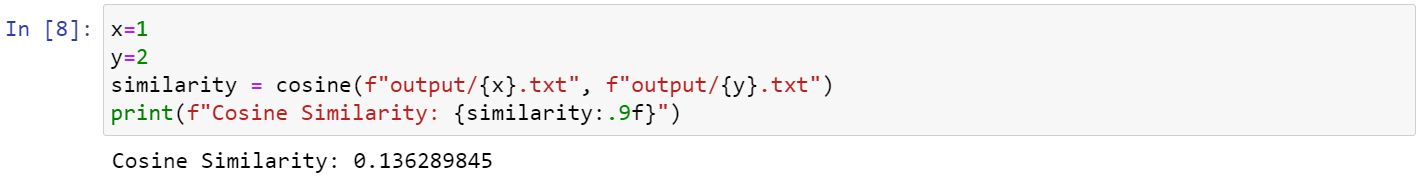 In [8]: x=1
y=2
similarity = cosine(f"output/{x}.txt", f"output/{y}.txt")
print(f"Cosine Similarity: {similarity:.9f}")
Cosine Similarity: 0.136289845